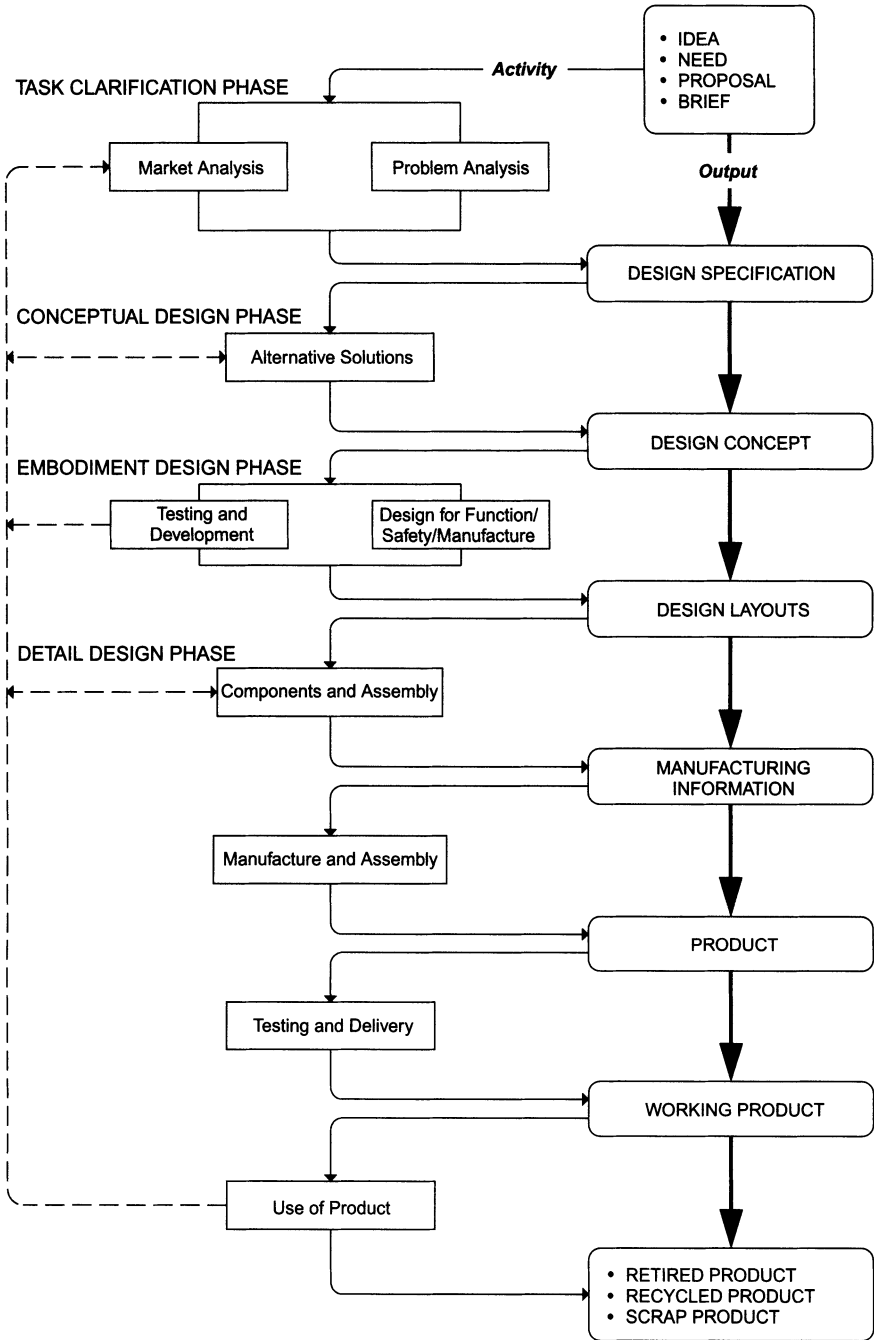 • IDEA
• NEED
• PROPOSAL
• BRIEF
Activity
TASK CLARIFICATION PHASE
Market Analysis
Problem Analysis
Output
DESIGN SPECIFICATION
CONCEPTUAL DESIGN PHASE
Alternative Solutions
DESIGN CONCEPT
EMBODIMENT DESIGN PHASE
Testing and
Development
Design for Function/
Safety/Manufacture
DESIGN LAYOUTS
DETAIL DESIGN PHASE
Components and Assembly
MANUFACTURING
INFORMATION
Manufacture and Assembly
PRODUCT
Testing and Delivery
WORKING PRODUCT
Use of Product
• RETIRED PRODUCT
• RECYCLED PRODUCT
• SCRAP PRODUCT